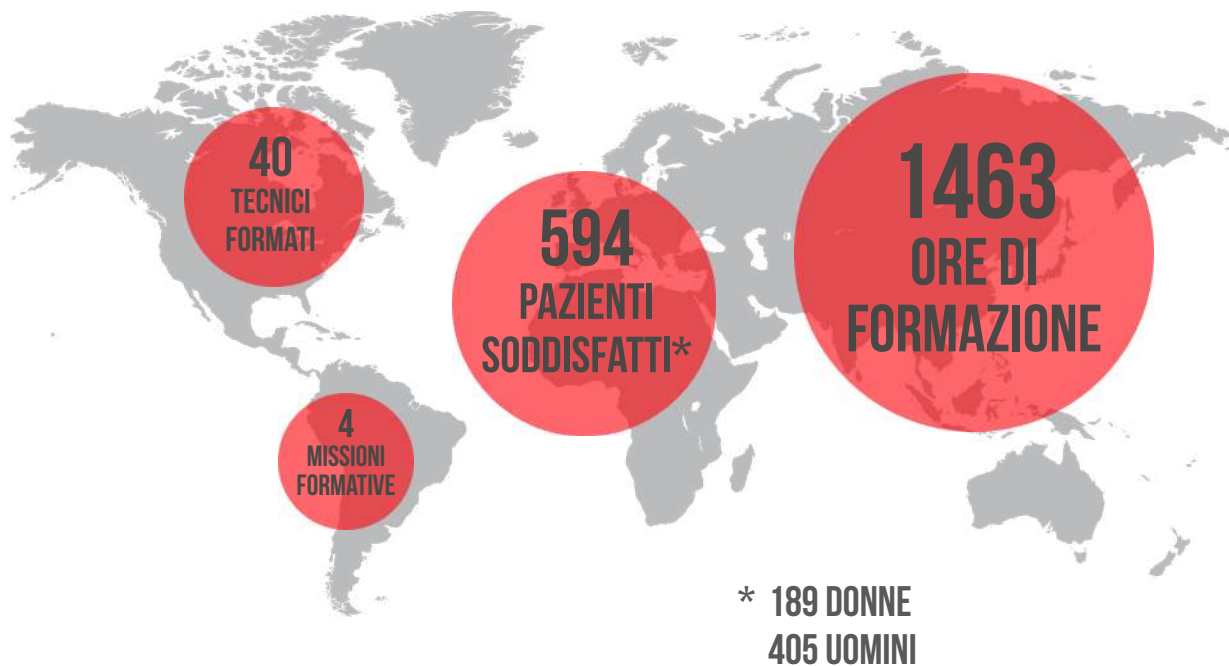 40
TECNICI
FORMATI
594
PAZIENTI
SODDISFATTI*
1463
ORE DI
FORMAZIONE
4
MISSIONI
FORMATIVE
* 189 DONNE
405 UOMINI